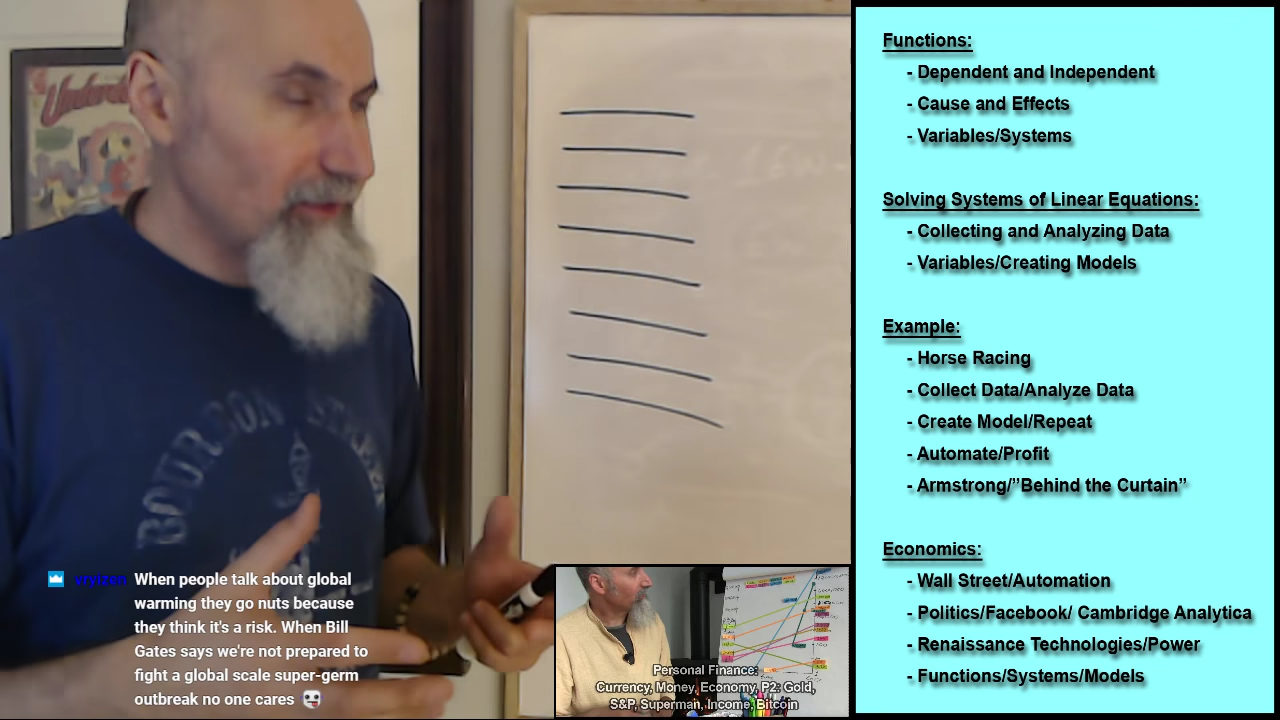 Functions:
- Dependent and Independent
- Cause and Effects
- Variables/Systems
Solving Systems of Linear Equations:
- Collecting and Analyzing Data
- Variables/Creating Models
Example:
- Horse Racing
- Collect Data/Analyze Data
- Create Model/Repeat
- Automate/Profit
- Armstrong/”Behind the Curtain”
Economics:
- Wall Street/Automation
- Politics/Facebook/ Cambridge Analytica
- Renaissance Technologies/Power
- Functions/Systems/Models
When people talk about global
warming they go nuts because
they think it's a risk. When Bill
Gates says we're not prepared to
fight a global scale super-germ
outbreak no one cares
Personal Finance:
Currency, Money, Economy, P2: Gold,
S&P, Superman, Income, Bitcoin